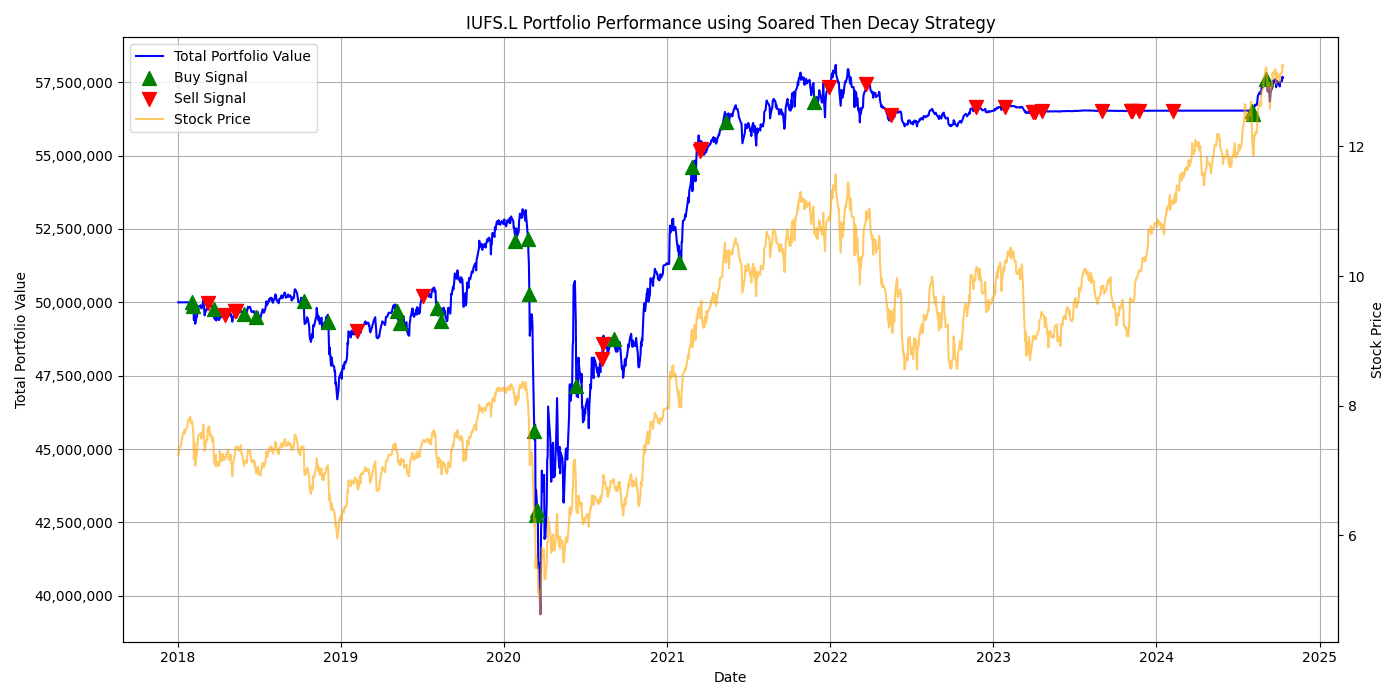 IUFS.L Portfolio Performance using Soared Then Decay Strategy
Total Portfolio Value
Buy Signal
Sell Signal
Stock Price
57,500,000
55,000,000
52,500,000
50,000,000
47,500,000
45,000,000
42,500,000
40,000,000
Total Portfolio Value
12
10
8
6
Stock Price
2018 2019 2020 2021 2022 2023 2024 2025
Date